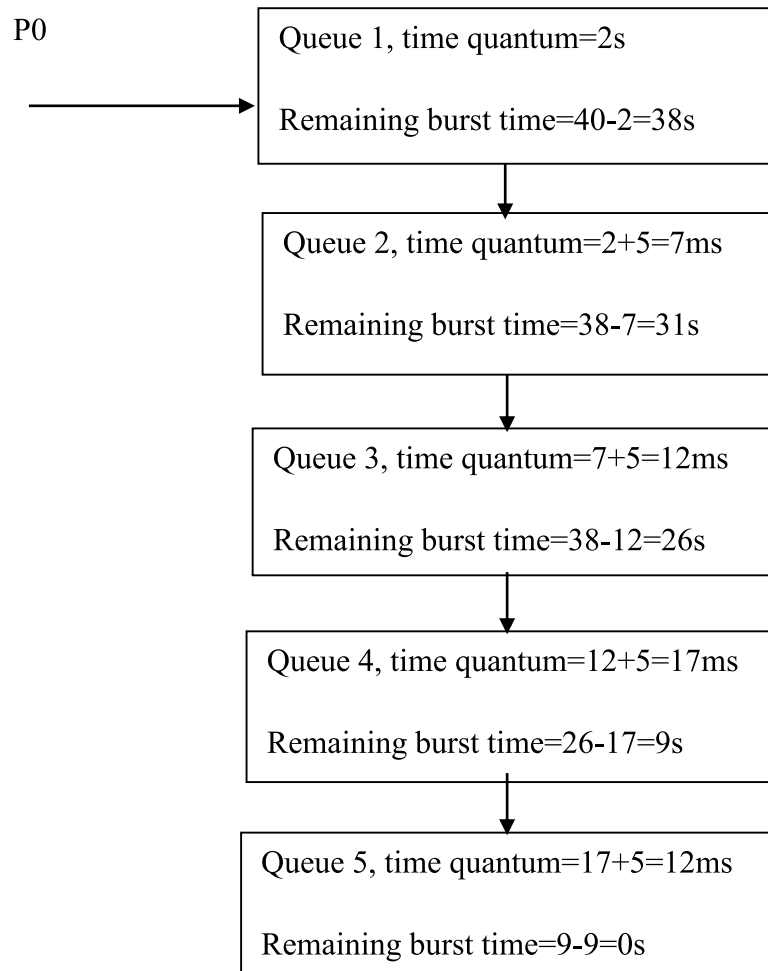 P0
Queue 1, time quantum=2s
Remaining burst time=40-2=38s
Queue 2, time quantum=2+5=7ms
Remaining burst time=38-7=31s
Queue 3, time quantum=7+5=12ms
Remaining burst time=38-12=26s
Queue 4, time quantum=12+5=17ms
Remaining burst time=26-17=9s
Queue 5, time quantum=17+5=12ms
Remaining burst time=9-9=0s